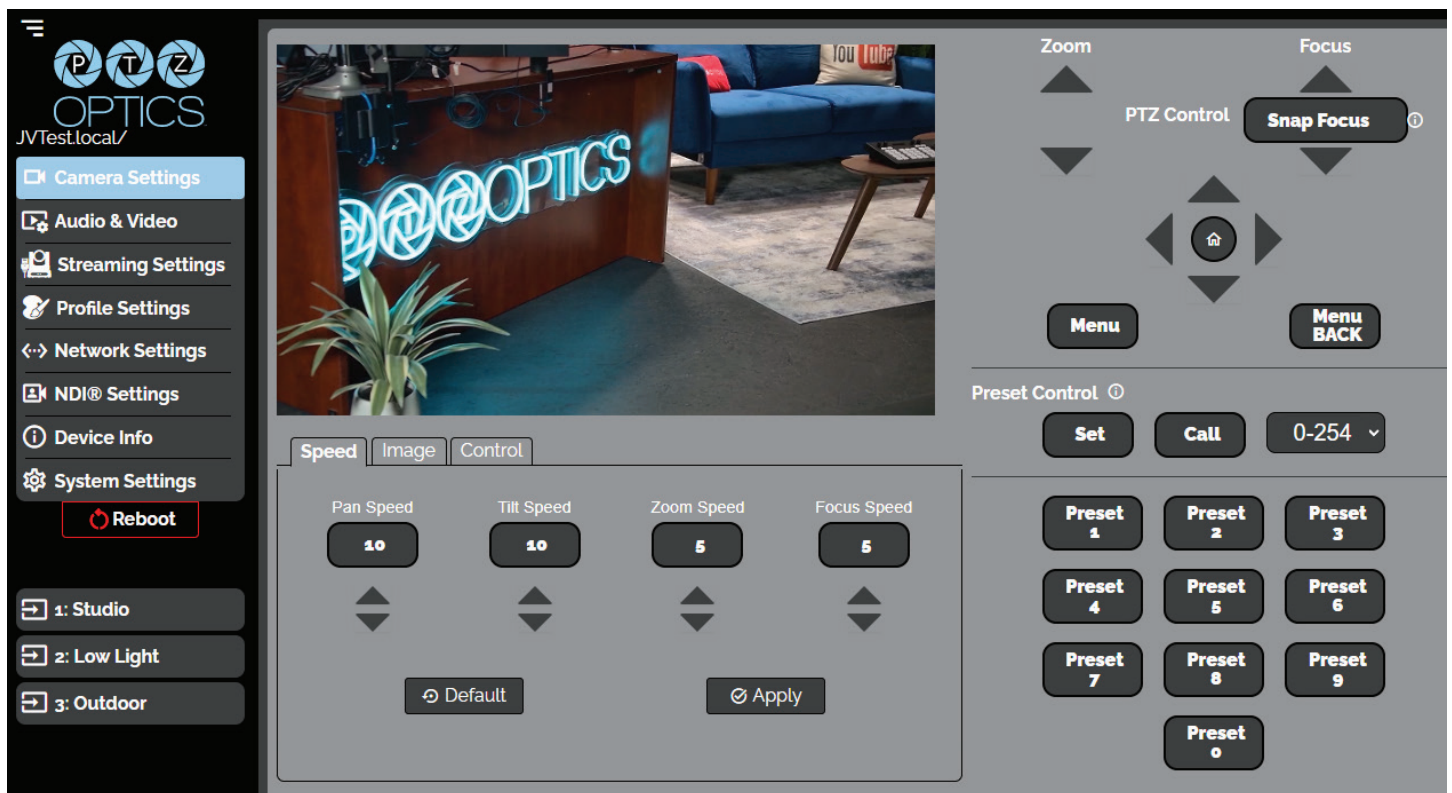 PTZ
OPTICS
JVTest.local/
Camera Settings
Audio & Video
Streaming Settings
Profile Settings
Network Settings
NDI® Settings
Device Info
System Settings
Reboot
1: Studio
2: Low Light
3: Outdoor
You Tube
PTZOPTICS
Speed Image Control
Pan Speed Tilt Speed Zoom Speed Focus Speed
10 10 5 5
Default Apply
Zoom Focus
PTZ Control Snap Focus
Menu Menu
BACK
Preset Control
Set Call 0-254
Preset Preset Preset
1 2 3
Preset Preset Preset
4 5 6
Preset Preset Preset
7 8 9
Preset
0